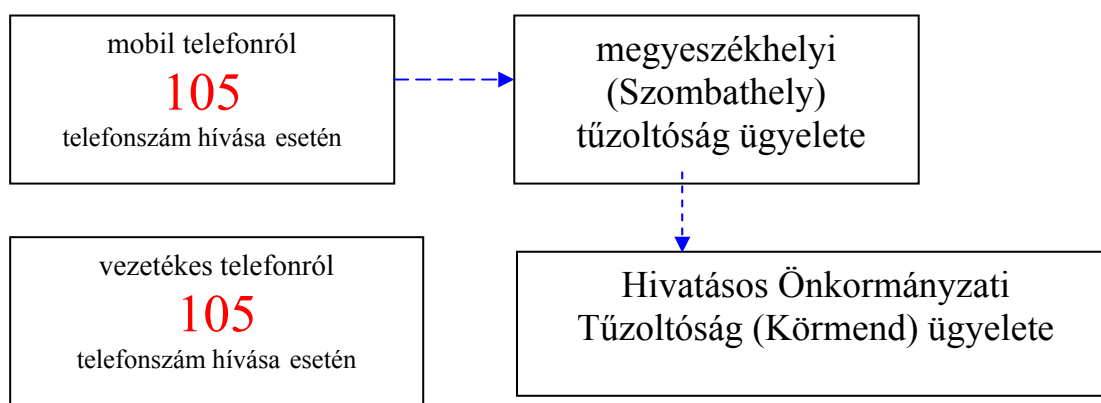 mobil telefonról
105
telefonszám hívása esetén
megyeszékhelyi
(Szombathely)
tűzoltóság ügyelete
vezetékes telefonról
105
telefonszám hívása esetén
Hivatásos Önkormányzati
Tűzoltóság (Körmend) ügyelete